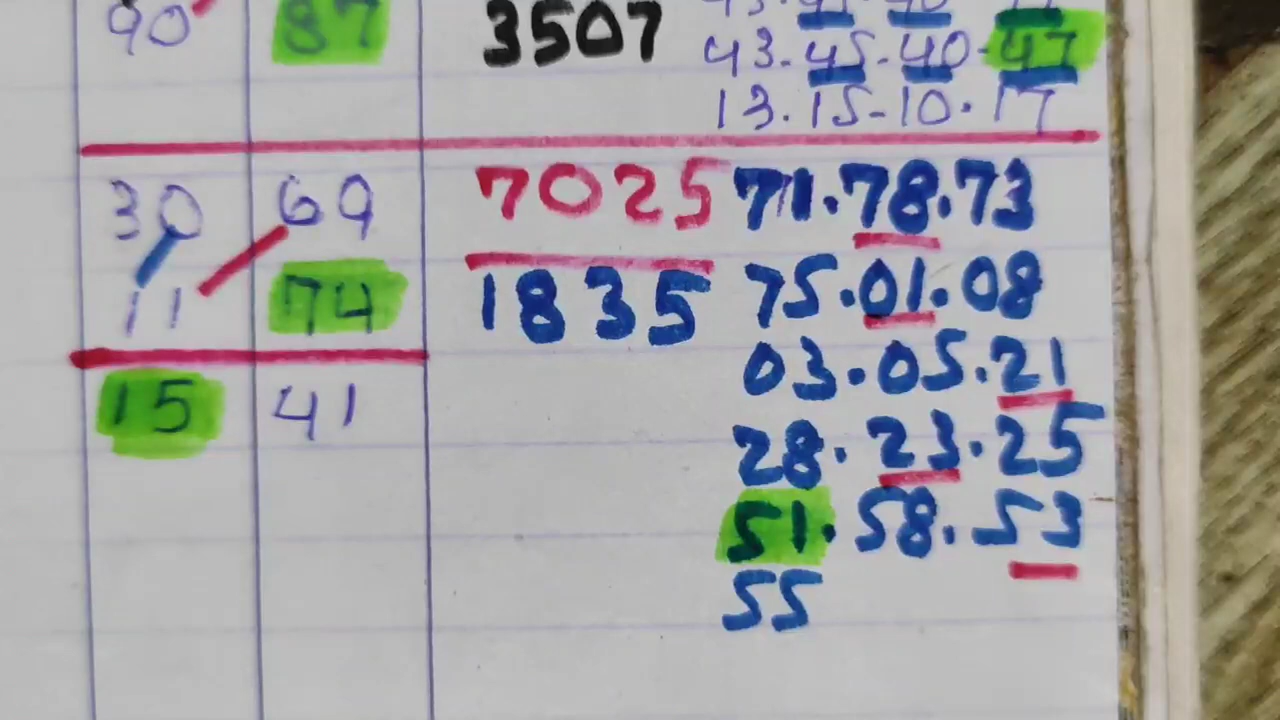 90 87 3507
43.45.40.47
13.15-10.17
30 69 7025 71.78.73
11 74 1835 75.01.08
03.05.21
15 41 28.23.25
51.58.53
55